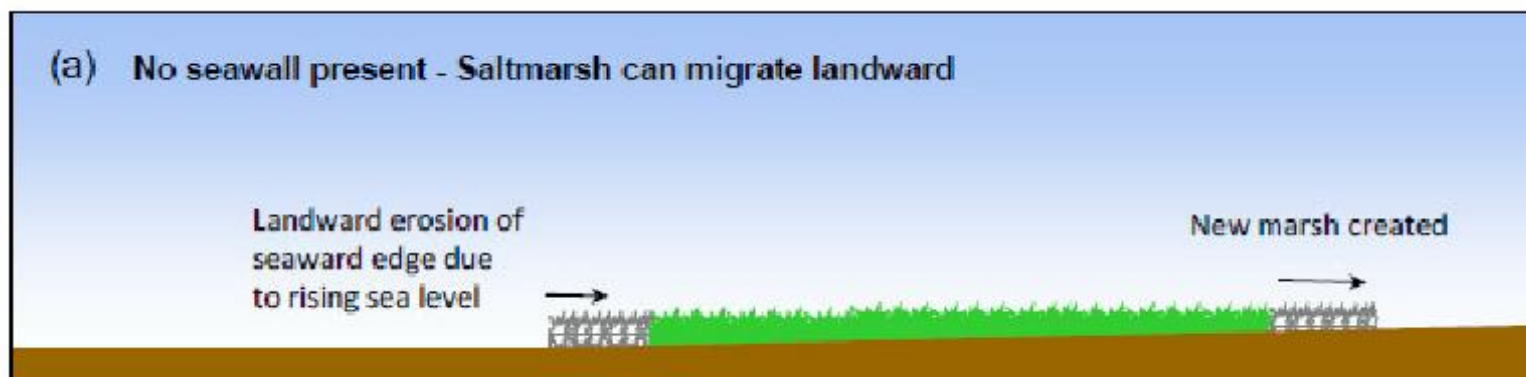 (a) No seawall present - Saltmarsh can migrate landward
Landward erosion of
seaward edge due
to rising sea level
New marsh created